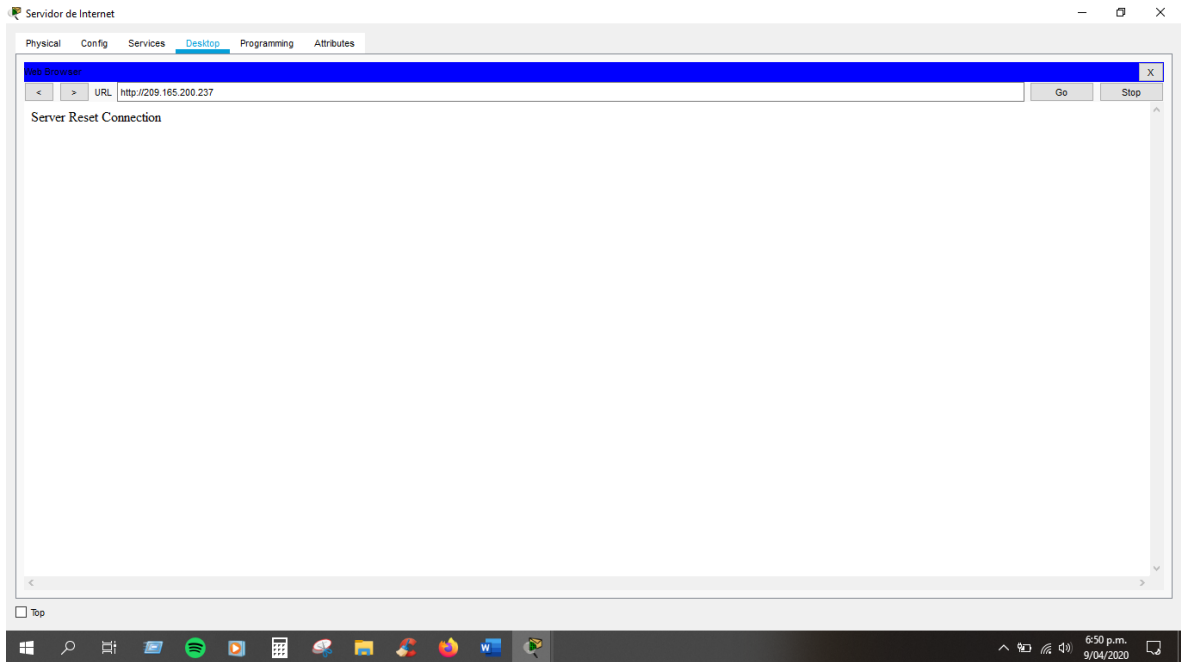 Servidor de Internet
Physical Config Services Desktop Programming Attributes
Web Browser X
< > URL http://209.165.200.237 Go Stop
Server Reset Connection
Top
6:50 p.m.
9/04/2020